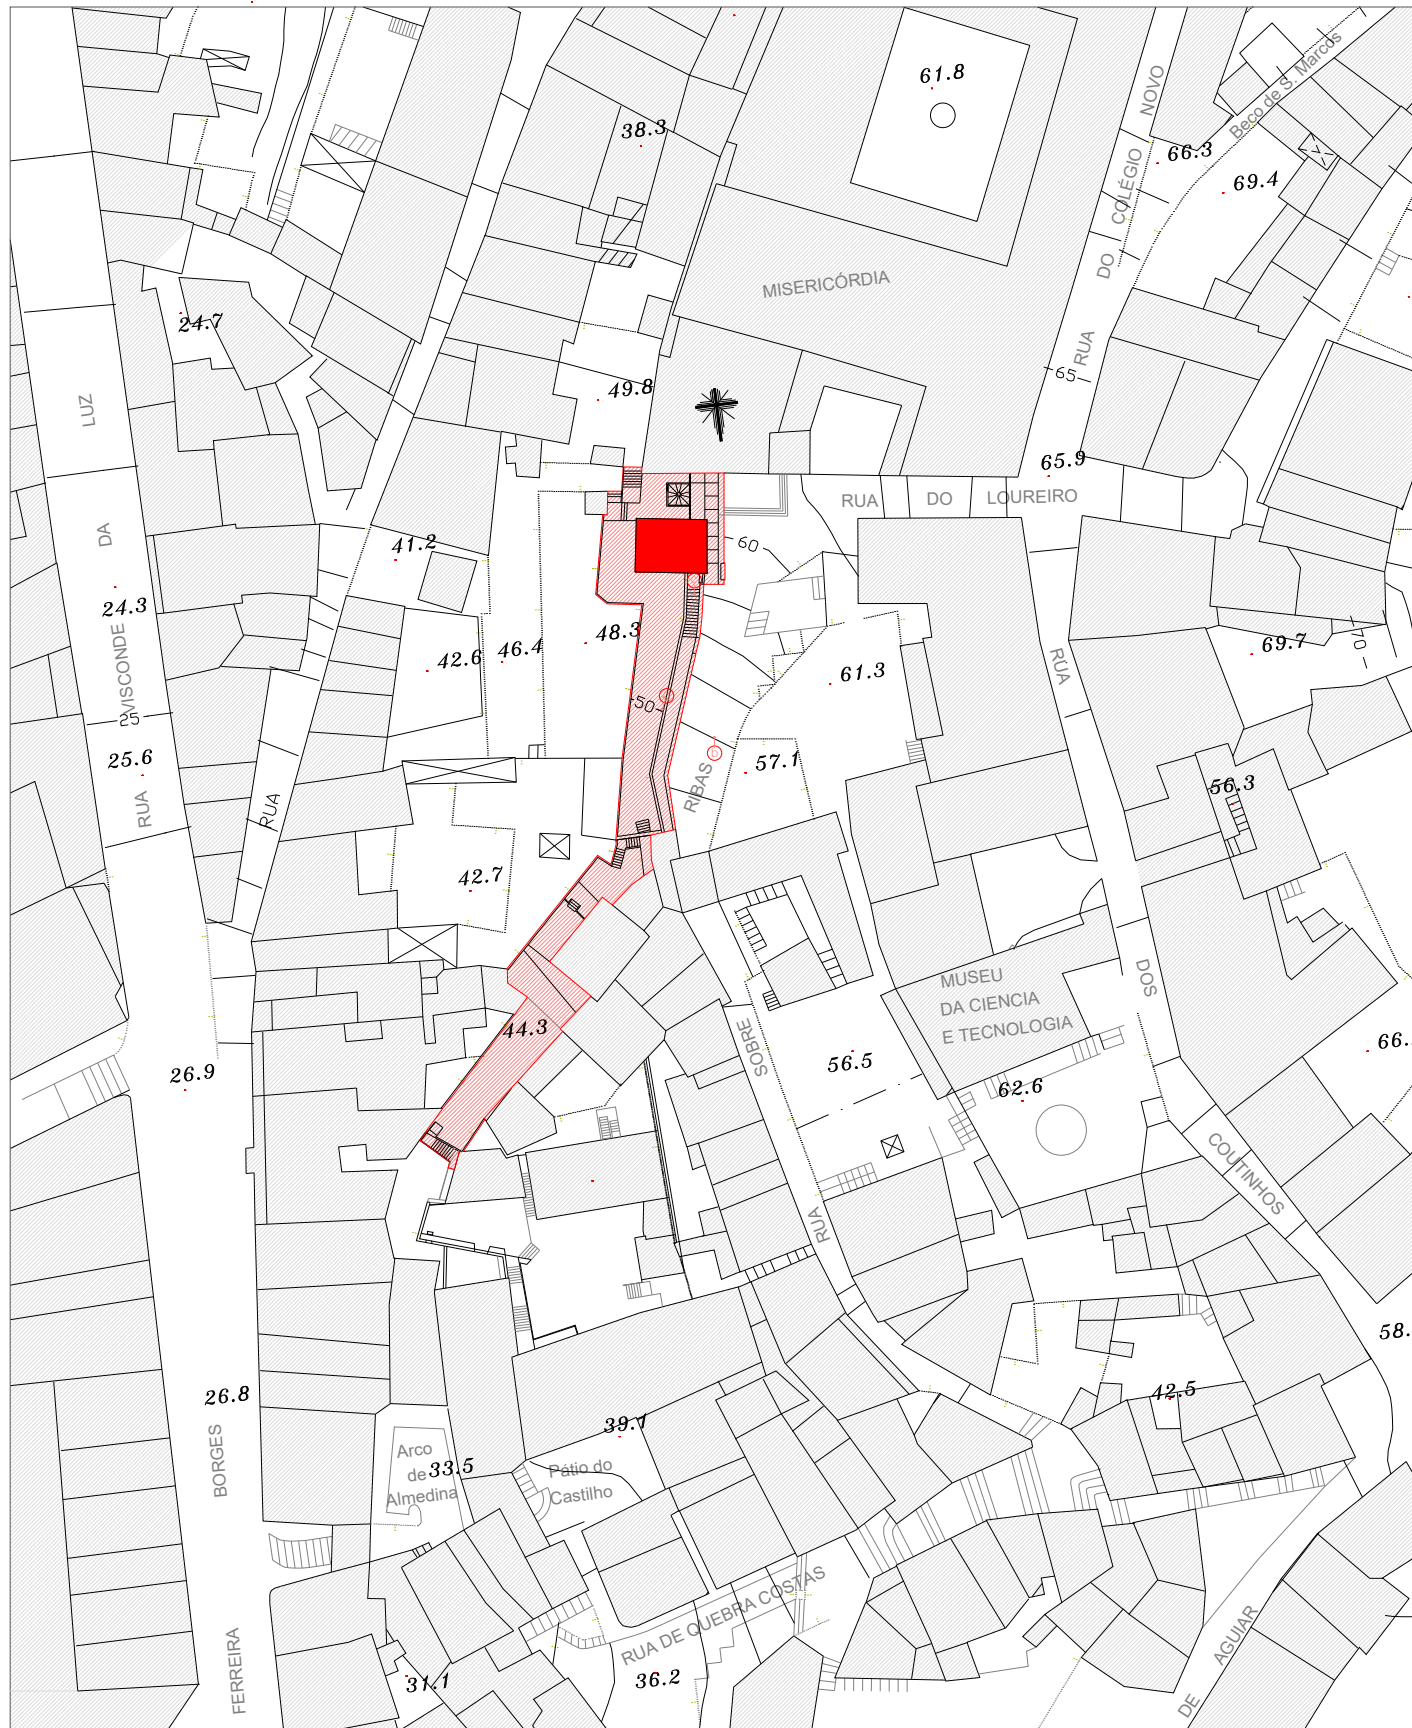 61.8
NOVO
Beco de S. Marcos
38.3
66.3
69.4
COLÉGIO
DO
MISERICÓRDIA
24.7
RUA
65
49.8
LUZ
65.9
RUA DO LOUREIRO
DA
41.2
60
24.3
48.3
46.4
42.6
69.7
70
VISCONDE
RUA
61.3
50
25
25.6
57.1
56.3
RIBAS
RUA
RUA
42.7
MUSEU
DA CIENCIA
E TECNOLOGIA
DOS
44.3
SOBRE
56.5
66.
26.9
62.6
COUTINHOS
RUA
58.
26.8
42.5
39.1
BORGES
Arco
de
Almedina
33.5
Pátio do
Castilho
RUA DE QUEBRA COSTAS
FERREIRA
31.1
36.2
AGUIAR
DE